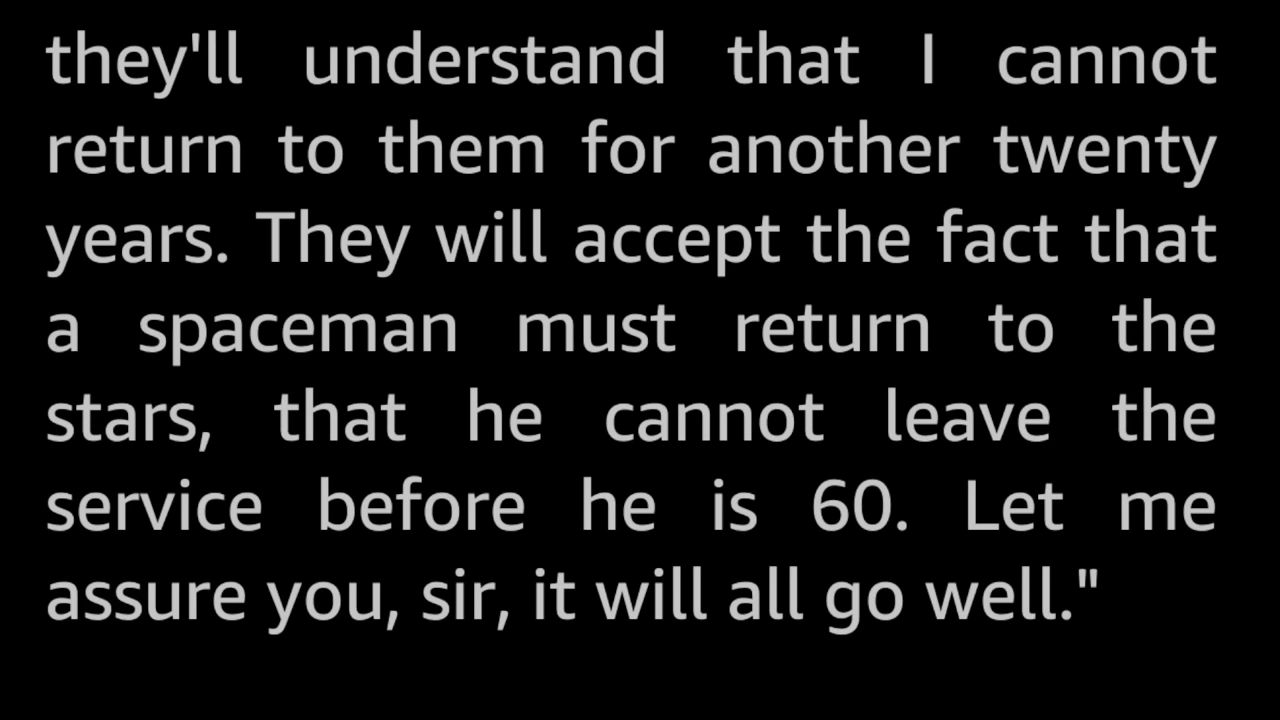 they'll understand that I cannot
return to them for another twenty
years. They will accept the fact that
a spaceman must return to the
stars, that he cannot leave the
service before he is 60. Let me
assure you, sir, it will all go well."